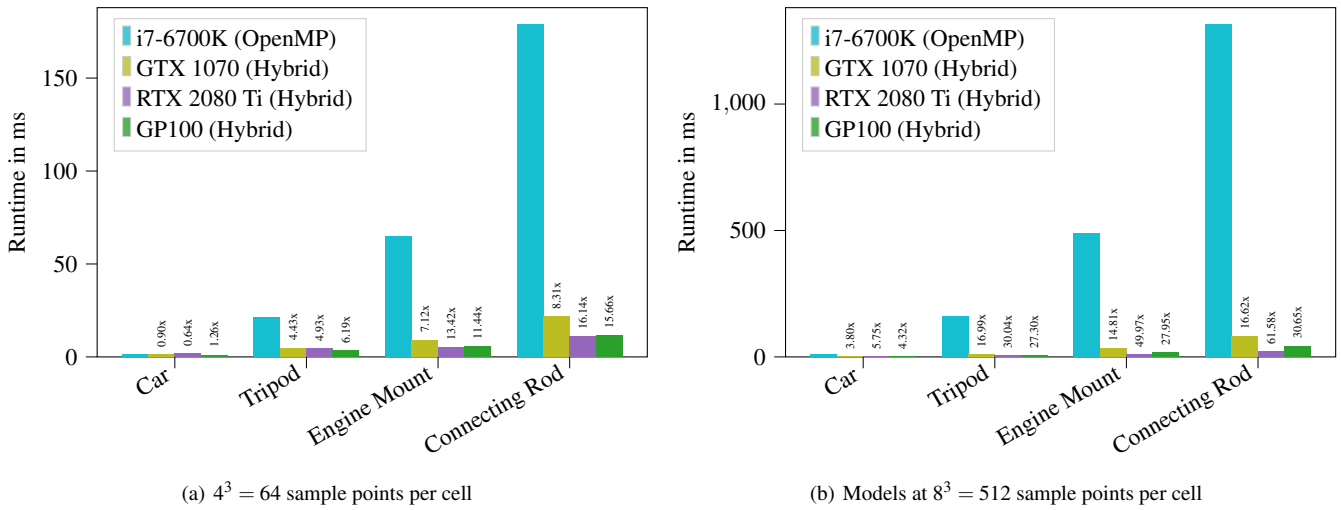 Runtime in ms
150
100
50
0
i7-6700K (OpenMP)
GTX 1070 (Hybrid)
RTX 2080 Ti (Hybrid)
GP100 (Hybrid)
0.90x
0.64x
1.26x
4.43x
4.93x
6.19x
7.12x
13.42x
11.44x
8.31x
16.14x
15.66x
Car
Tripod
Engine Mount
Connecting Rod
(a) 4³ = 64 sample points per cell
Runtime in ms
1,000
500
0
i7-6700K (OpenMP)
GTX 1070 (Hybrid)
RTX 2080 Ti (Hybrid)
GP100 (Hybrid)
3.80x
5.75x
4.32x
16.99x
30.04x
27.30x
14.81x
49.97x
27.95x
16.62x
61.58x
30.65x
Car
Tripod
Engine Mount
Connecting Rod
(b) Models at 8³ = 512 sample points per cell